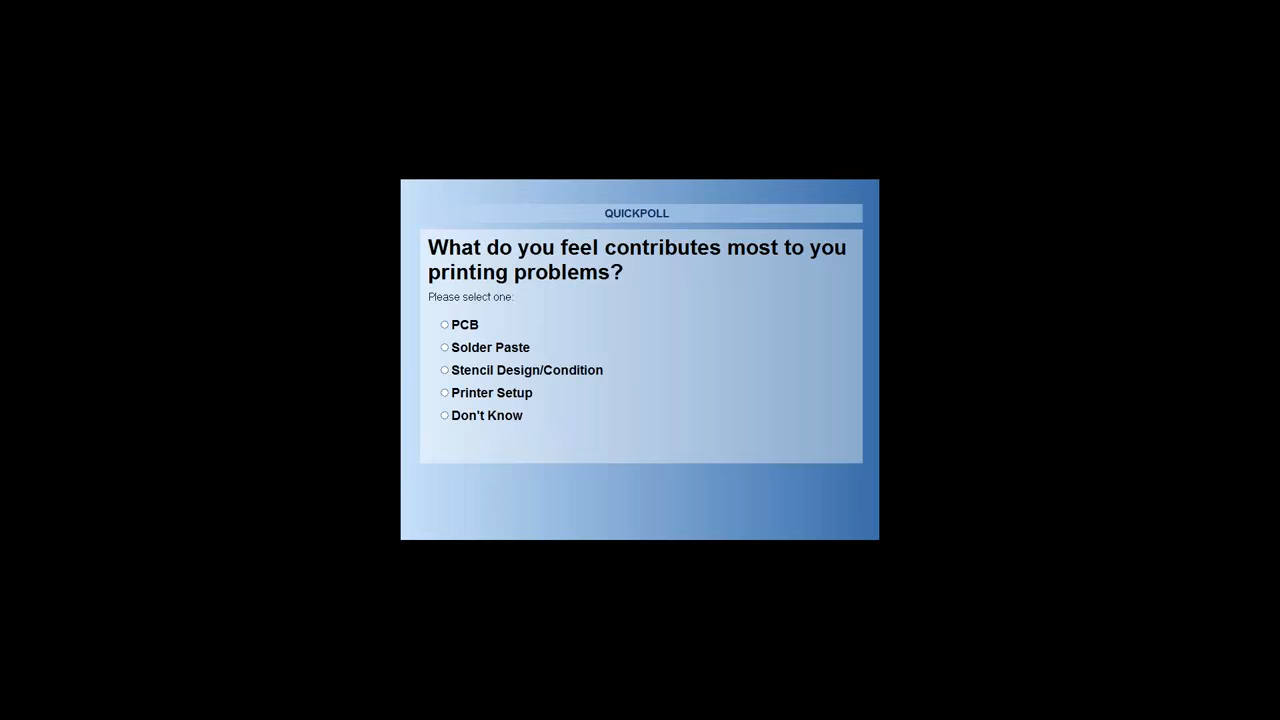 QUICKPOLL
What do you feel contributes most to you
printing problems?
Please select one:
PCB
Solder Paste
Stencil Design/Condition
Printer Setup
Don't Know